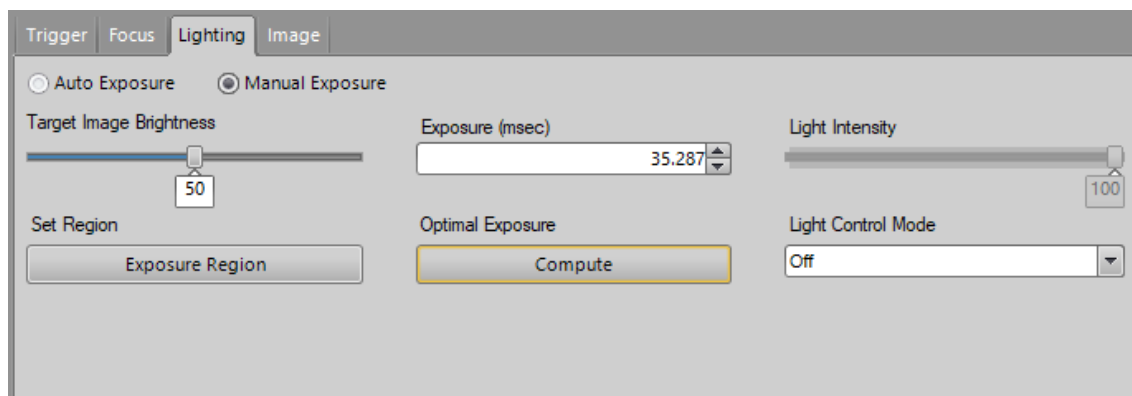 Trigger Focus Lighting Image
Auto Exposure Manual Exposure
Target Image Brightness Exposure (msec) Light Intensity
35.287
50 100
Set Region Optimal Exposure Light Control Mode
Exposure Region Compute Off